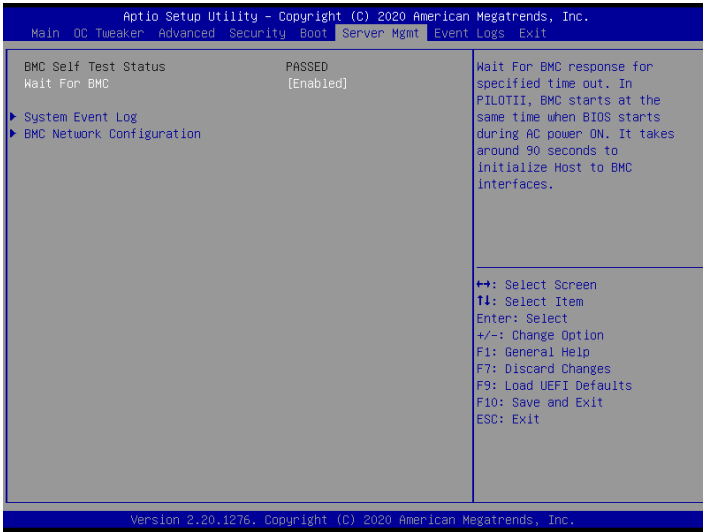 Aptio Setup Utility – Copyright (C) 2020 American Megatrends, Inc.
Main OC Tweaker Advanced Security Boot Server Mgmt Event Logs Exit
BMC Self Test Status PASSED
Wait For BMC [Enabled]
System Event Log
BMC Network Configuration
Wait For BMC response for
specified time out. In
PILOTII, BMC starts at the
same time when BIOS starts
during AC power ON. It takes
around 90 seconds to
initialize Host to BMC
interfaces.
↔: Select Screen
↑↓: Select Item
Enter: Select
+/-: Change Option
F1: General Help
F7: Discard Changes
F9: Load UEFI Defaults
F10: Save and Exit
ESC: Exit
Version 2.20.1276. Copyright (C) 2020 American Megatrends, Inc.